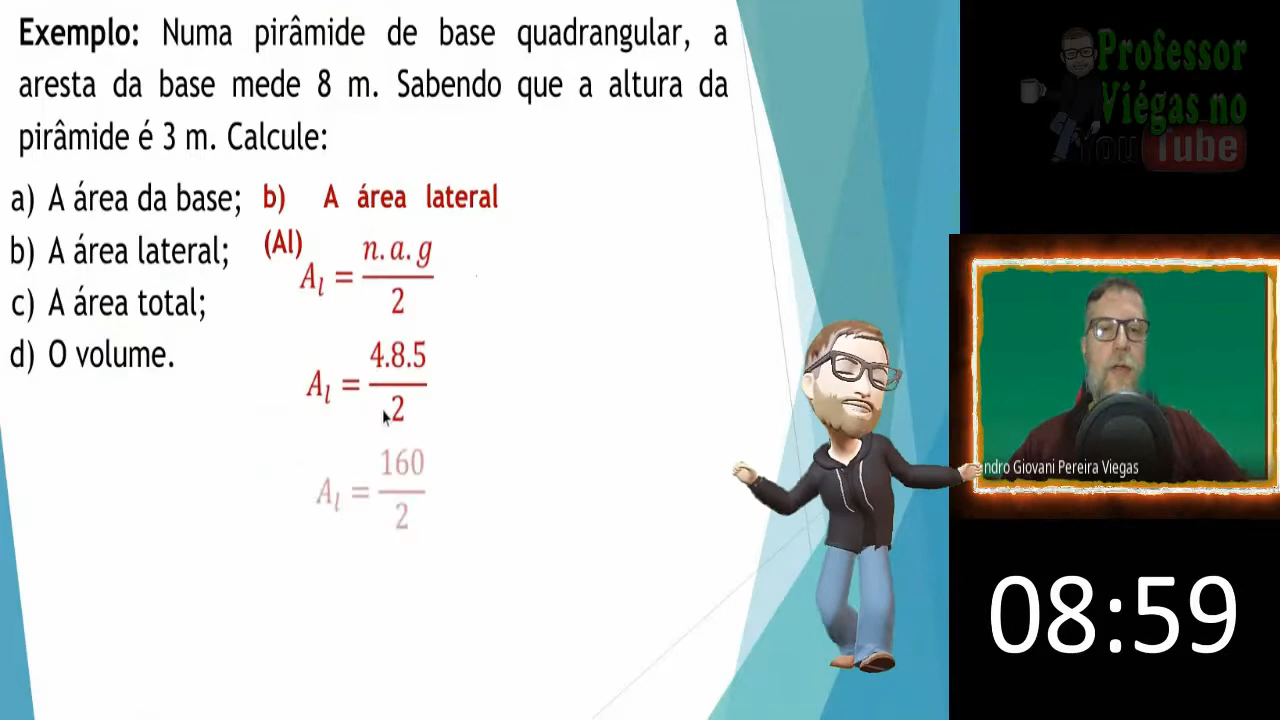 Exemplo: Numa pirâmide de base quadrangular, a
aresta da base mede 8 m. Sabendo que a altura da
pirâmide é 3 m. Calcule:
a) A área da base;
b) A área lateral;
c) A área total;
d) O volume.
b) A área lateral
(Al)
A_l = n.a.g / 2
A_l = 4.8.5 / 2
A_l = 160 / 2
Professor
Viégas no
YouTube
ndro Giovani Pereira Viegas
08:59